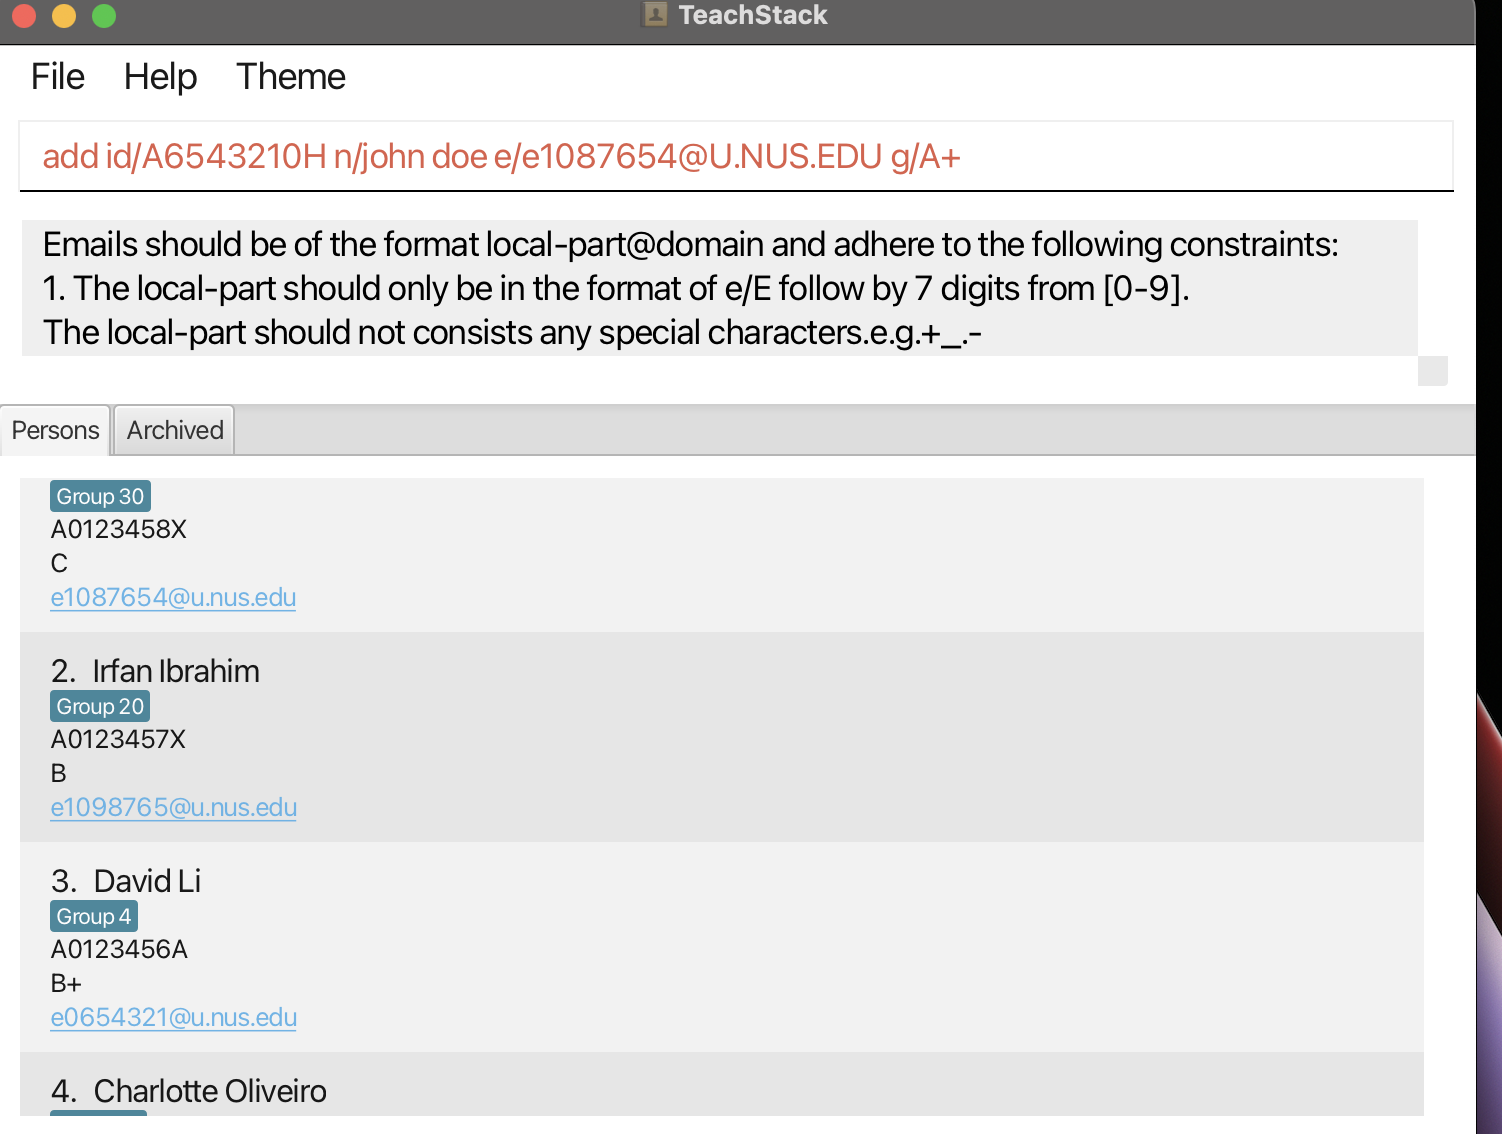 TeachStack
File Help Theme
add id/A6543210H n/john doe e/e1087654@U.NUS.EDU g/A+
Emails should be of the format local-part@domain and adhere to the following constraints:
1. The local-part should only be in the format of e/E follow by 7 digits from [0-9].
The local-part should not consists any special characters.e.g.+_.-
Persons Archived
Group 30
A0123458X
C
e1087654@u.nus.edu
2. Irfan Ibrahim
Group 20
A0123457X
B
e1098765@u.nus.edu
3. David Li
Group 4
A0123456A
B+
e0654321@u.nus.edu
4. Charlotte Oliveiro